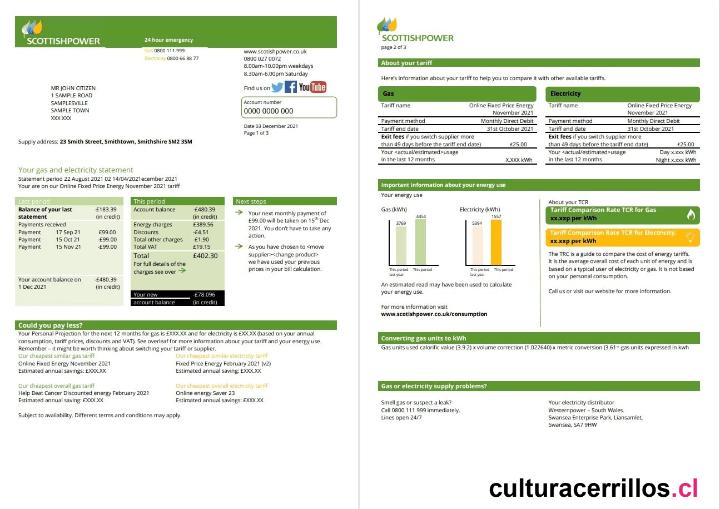 SCOTTISHPOWER
24 hour emergency
Gas 0800 111 999
Electricity 0800 66 88 77
www.scottishpower.co.uk
0800 027 0072
8.00am-10.00pm weekdays
8.30am-6.00pm Saturday
Find us on
You Tube
Account number
0000 0000 0000
Date 03 December 2021
Page 1 of 3
MR JOHN CITIZEN
1 SAMPLE ROAD
SAMPLESVILLE
SAMPLE TOWN
XXX XXX
Supply address: 23 Smith Street, Smithtown, Smithshire SM2 3SM
Your gas and electricity statement
Statement period 22 August 2021 02 14/04/2021ecember 2021
You are on our Online Fixed Price Energy November 2021 tariff
Last period
Balance of your last -£183.39
statement (in credit)
Payments received
Payment 17 Sep 21 £99.00
Payment 15 Oct 21 -£99.00
Payment 15 Nov 21 -£99.00
Your account balance on -£480.39
1 Dec 2021 (in credit)
This period
Account balance -£480.39
(in credit)
Energy charges £389.56
Discounts -£4.51
Total other charges £1.90
Total VAT £19.15
Total £402.30
For full details of the
charges see over
Your new -£78.096
account balance (in credit)
Next steps
Your next monthly payment of
£99.00 will be taken on 15th Dec
2021. You don't have to take any
action.
As you have chosen to <move
supplier><change product>
we have used your previous
prices in your bill calculation.
Could you pay less?
Your Personal Projection for the next 12 months for gas is £XXX.XX and for electricity is £XX.XX (based on your annual
consumption, tariff prices, discounts and VAT). See overleaf for more information about your tariff and your energy use.
Remember – it might be worth thinking about switching your tariff or supplier.
Our cheapest similar gas tariff
Online Fixed Energy November 2021
Estimated annual savings: £XXX.XX
Our cheapest similar electricity tariff
Fixed Price Energy February 2021 (v2)
Estimated annual savings: £XXX.XX
Our cheapest overall gas tariff
Help Beat Cancer Discounted energy February 2021
Estimated annual saving: £XXX.XX
Our cheapest overall electricity tariff
Online energy Saver 23
Estimated annual savings: £XXX.XX
Subject to availability. Different terms and conditions may apply.
SCOTTISHPOWER
page 2 of 3
About your tariff
Here's information about your tariff to help you to compare it with other available tariffs.
Gas
Tariff name Online Fixed Price Energy
November 2021
Payment method Monthly Direct Debit
Tariff end date 31st October 2021
Exit fees if you switch supplier more
than 49 days before the tariff end date) £25.00
Your <actual/estimated>usage
in the last 12 months X,XXX kWh
Electricity
Tariff name Online Fixed Price Energy
November 2021
Payment method Monthly Direct Debit
Tariff end date 31st October 2021
Exit fees if you switch supplier more
than 49 days before the tariff end date) £25.00
Your <actual/estimated>usage Day x.xxx kWh
in the last 12 months Night x.xxx kWh
Important information about your energy use
Your energy use
Gas (kWh)
3769
4454
This period last year
This period
Electricity (kWh)
1557
This period last year
This period
An estimated read may have been used to calculate
your energy use.
For more information visit
www.scottishpower.co.uk/consumption
About your TCR
Tariff Comparison Rate TCR for Gas
xx.xxp per kWh
Tariff Comparison Rate TCR for Electricity.
xx.xxp per kWh
The TRC is a guide to compare the cost of energy tariffs.
It is the average cost of each unit of energy and is
based on a typical user of electricity or gas. It is not based
on your personal consumption.
Call us or visit our website for more information.
Converting gas units to kWh
Gas units used calorific value (3,9.2) x volume correction (1.022640) x metric conversion (3.61= gas units expressed in kwh
Gas or electricity supply problems?
Smell gas or suspect a leak?
Call 0800 111 999 immediately.
Lines open 24/7
Your electricity distributor
Westernpower – South Wales,
Swansea Enterprise Park, Llansamlet,
Swansea, SA7 9HW
culturacerrillos.cl